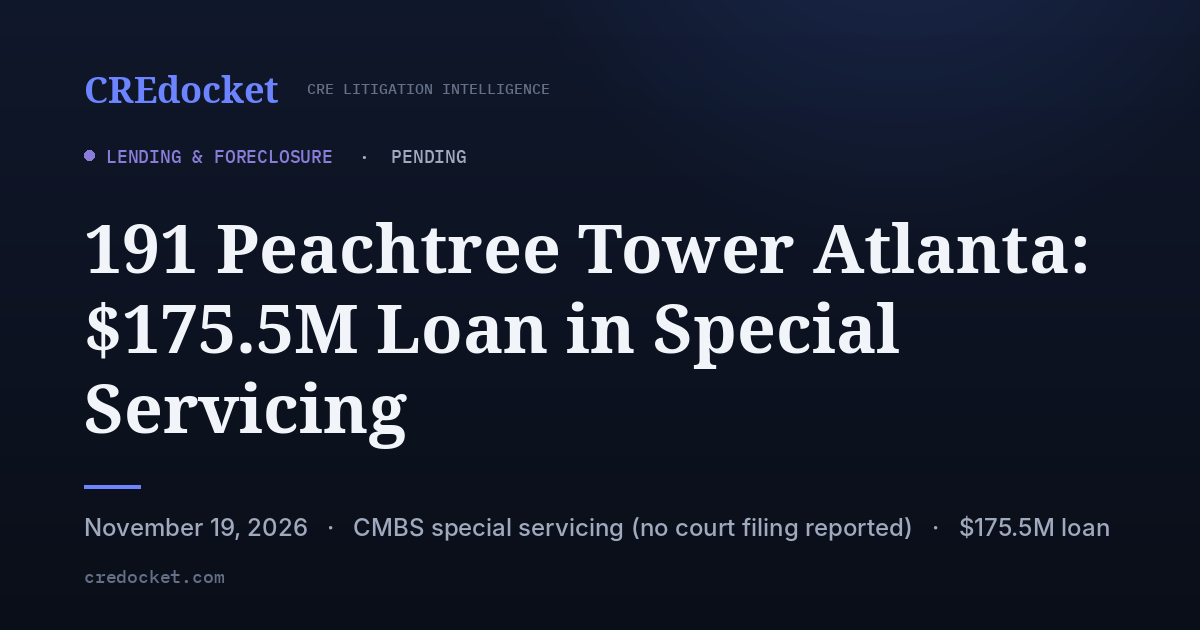 CREdocket CRE LITIGATION INTELLIGENCE
LENDING & FORECLOSURE · PENDING
191 Peachtree Tower Atlanta:
$175.5M Loan in Special
Servicing
November 19, 2026 · CMBS special servicing (no court filing reported) · $175.5M loan
credocket.com